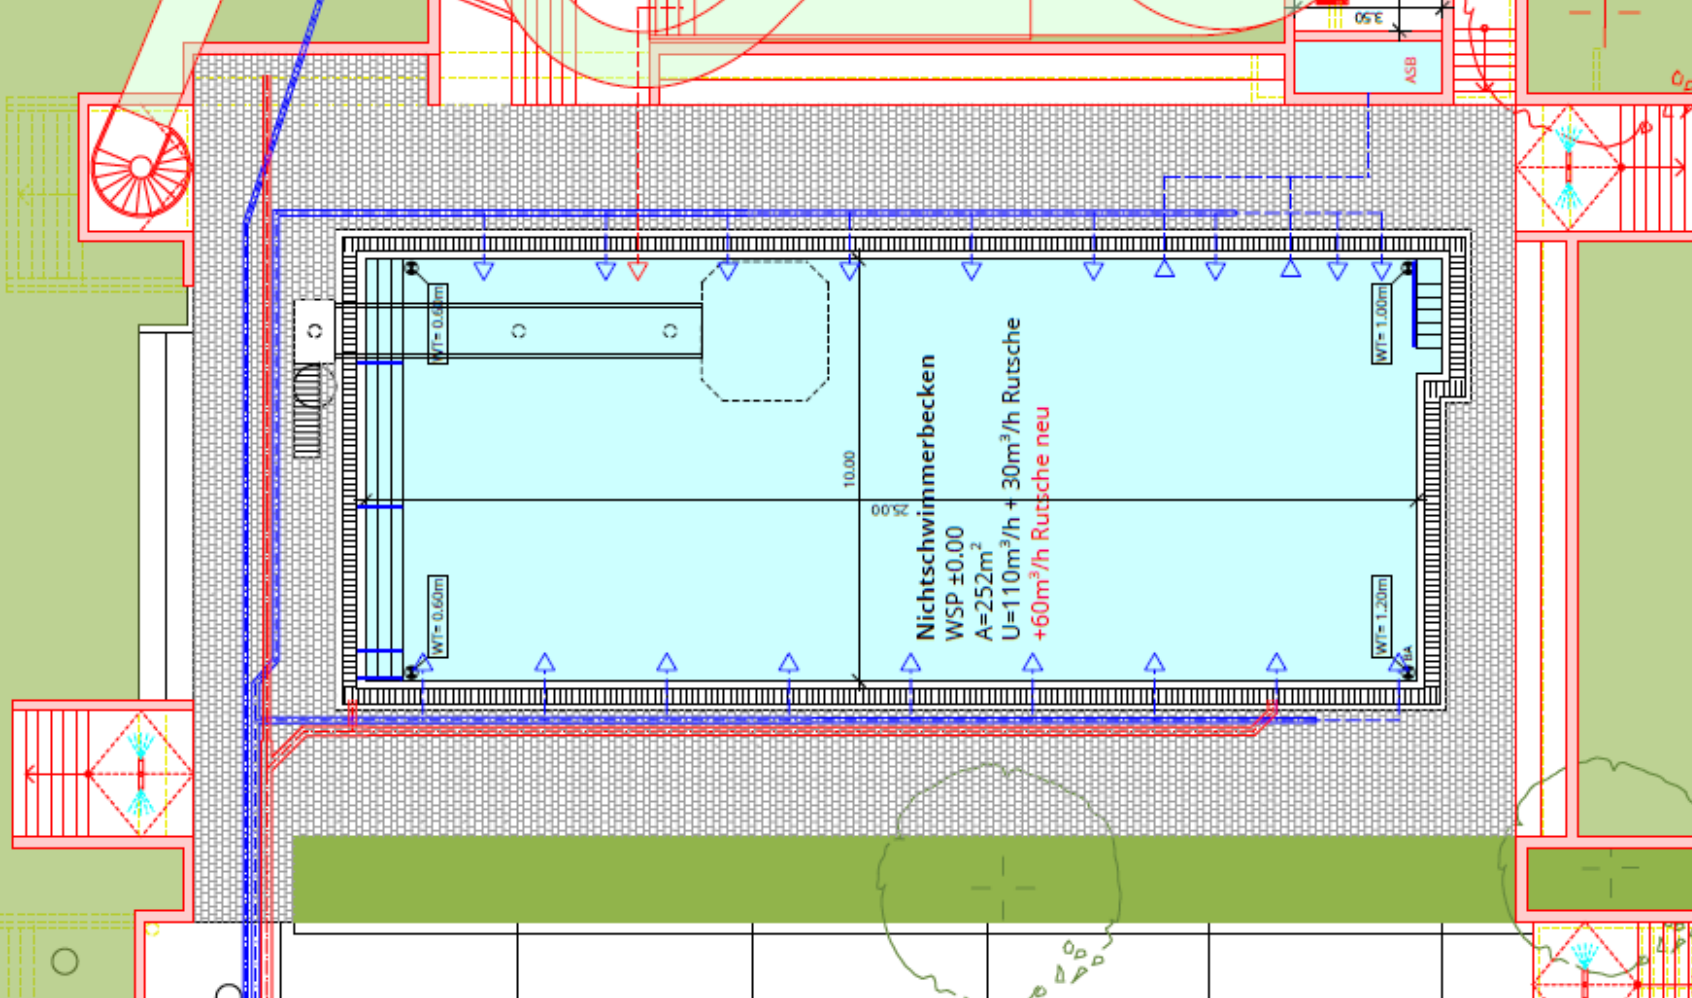 3.50
ASB
WT= 0.60m
WT= 1.00m
Nichtschwimmerbecken
WSP ±0.00
A=252m²
U=110m³/h + 30m³/h Rutsche
+60m³/h Rutsche neu
10.00
25.00
WT= 0.60m
WT= 1.20m
BA